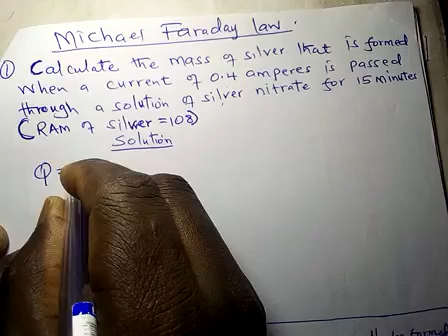 Michael Faraday law.
① Calculate the mass of silver that is formed
When a current of 0.4 amperes is passed
through a solution of silver nitrate for 15 minutes
(RAM of silver = 108)
Solution
Q =